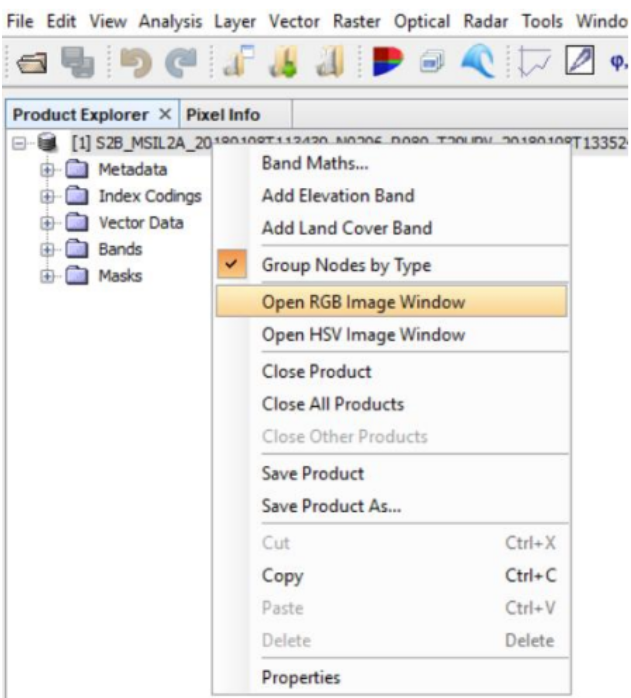 File Edit View Analysis Layer Vector Raster Optical Radar Tools Windo
Product Explorer × Pixel Info
[1] S2B_MSIL2A_20180108T113439_N0206_R080_T29URV_20180108T13352
Metadata
Index Codings
Vector Data
Bands
Masks
Band Maths...
Add Elevation Band
Add Land Cover Band
Group Nodes by Type
Open RGB Image Window
Open HSV Image Window
Close Product
Close All Products
Close Other Products
Save Product
Save Product As...
Cut Ctrl+X
Copy Ctrl+C
Paste Ctrl+V
Delete Delete
Properties